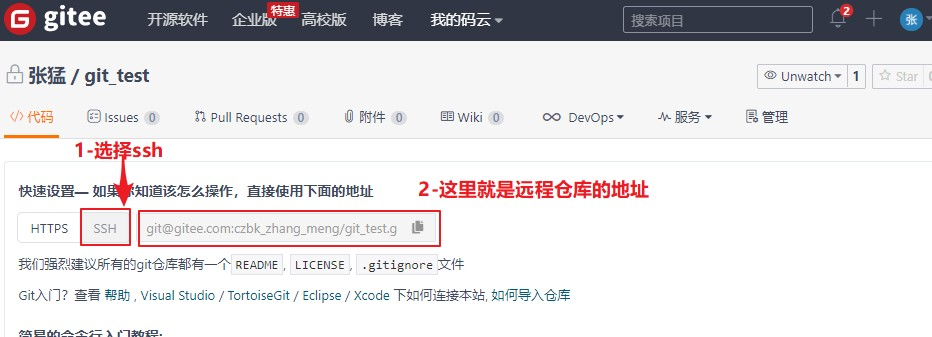 gitee 开源软件 企业版 特惠 高校版 博客 我的码云 搜索项目 2 张
张猛 / git_test Unwatch 1 Star
代码 Issues 0 Pull Requests 0 附件 0 Wiki 0 DevOps 服务 管理
1-选择ssh
快速设置— 如果你知道该怎么操作，直接使用下面的地址
2-这里就是远程仓库的地址
HTTPS SSH git@gitee.com:czbk_zhang_meng/git_test.g
我们强烈建议所有的git仓库都有一个 README, LICENSE, .gitignore 文件
Git入门？查看 帮助 , Visual Studio / TortoiseGit / Eclipse / Xcode 下如何连接本站, 如何导入仓库
简易的命令行入门教程: